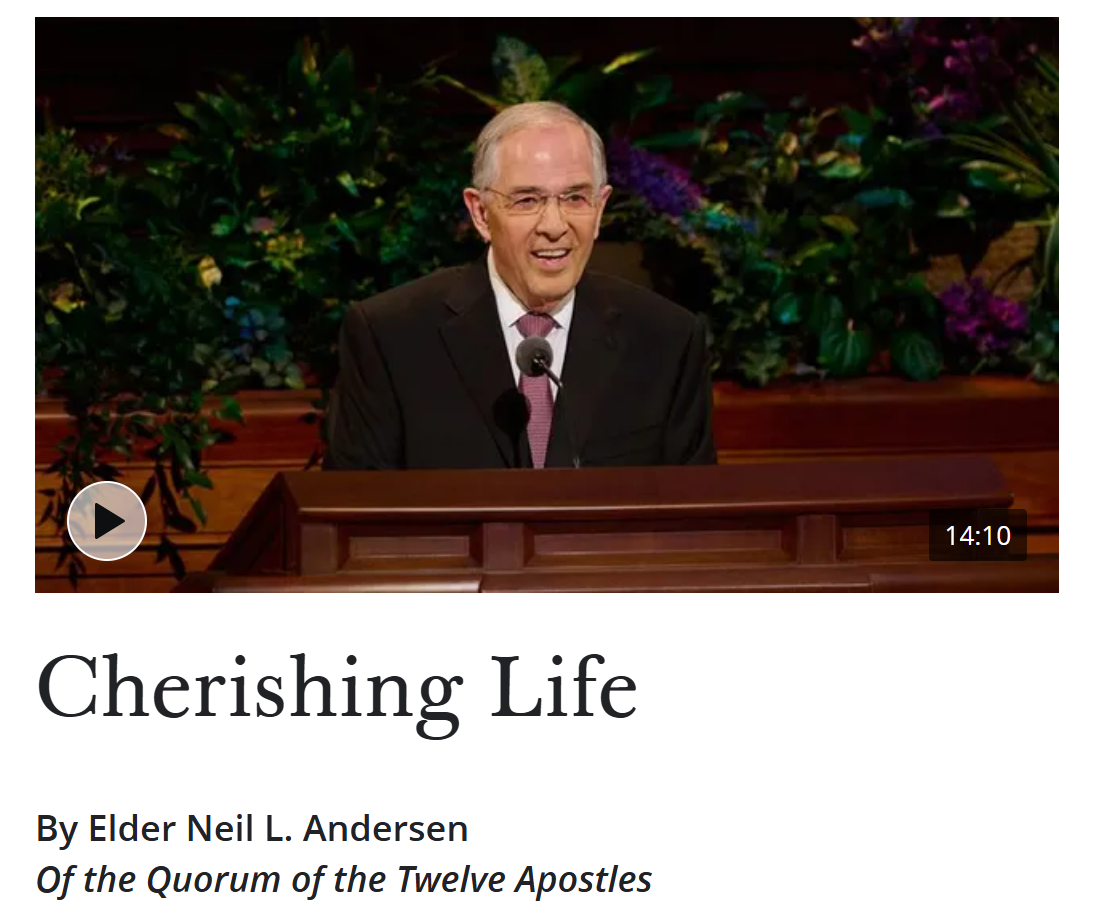 14:10
Cherishing Life
By Elder Neil L. Andersen
Of the Quorum of the Twelve Apostles